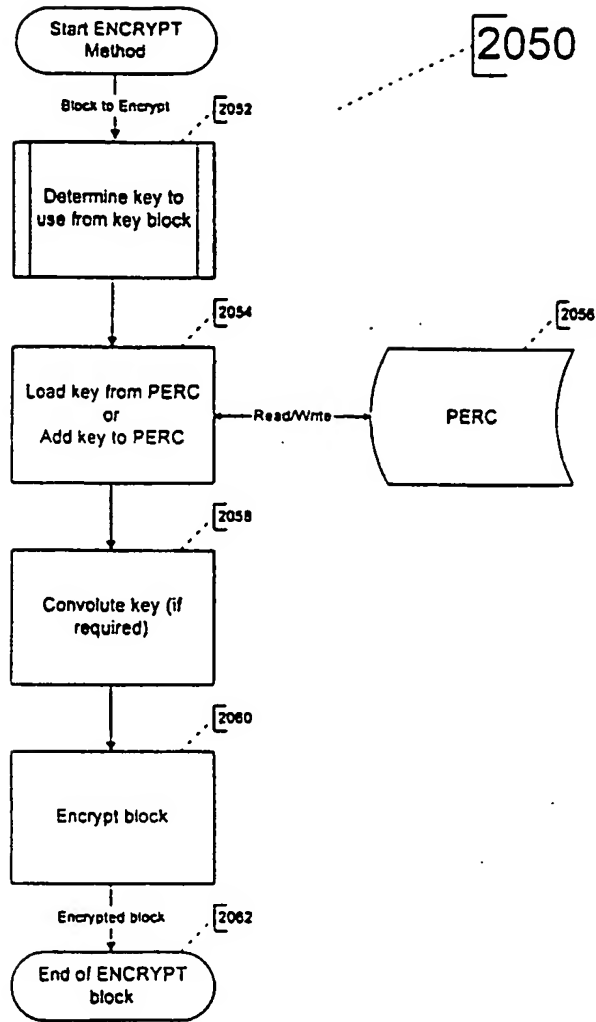 Start ENCRYPT
Method
2050
Block to Encrypt
2052
Determine key to
use from key block
2054
2056
Load key from PERC
or
Add key to PERC
Read/Write
PERC
2058
Convolute key (if
required)
2060
Encrypt block
Encrypted block
2062
End of ENCRYPT
block